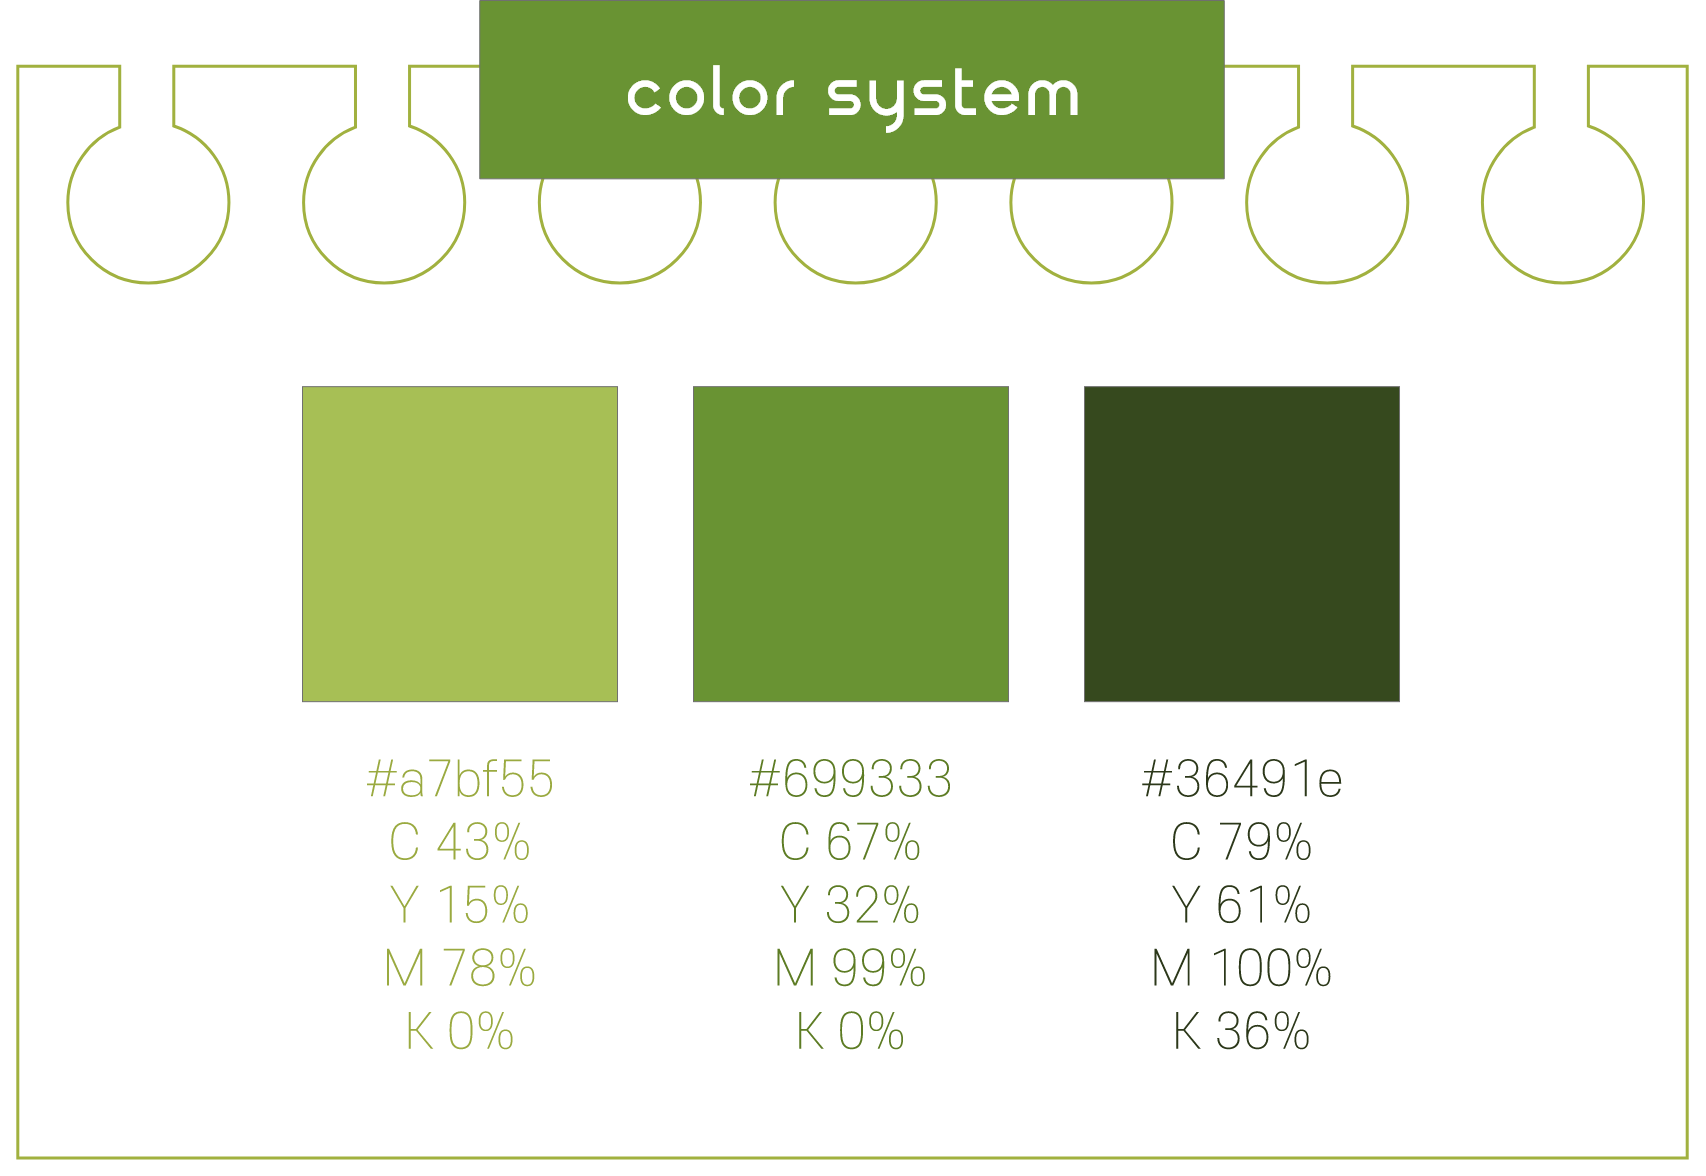 color system
#a7bf55
C 43%
Y 15%
M 78%
K 0%
#699333
C 67%
Y 32%
M 99%
K 0%
#36491e
C 79%
Y 61%
M 100%
K 36%